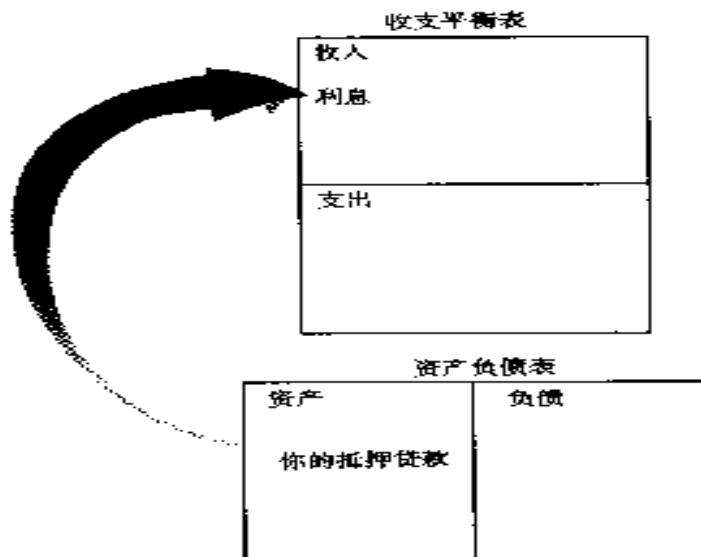 收支平衡表
收入
利息
支出
资产负债表
资产 负债
你的抵押贷款